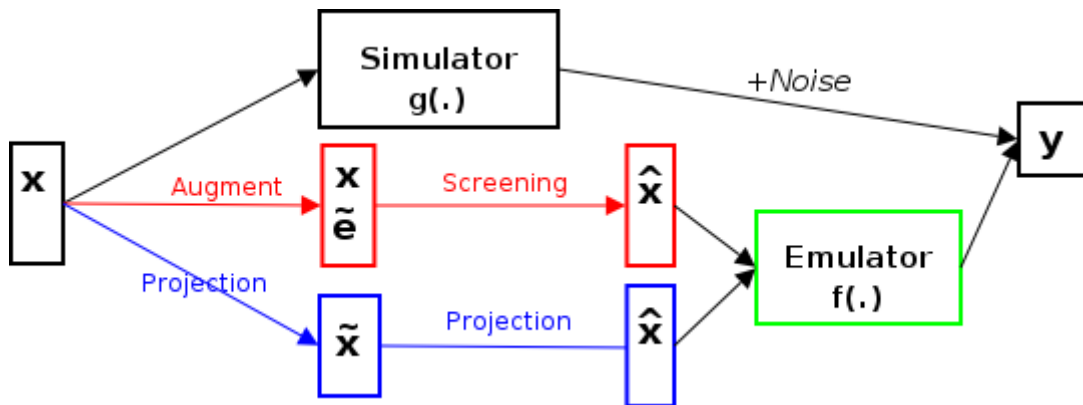 Simulator
g(.)
+Noise
y
x
Augment
x
ẽ
Screening
x̂
Emulator
f(.)
Projection
x̃
Projection
x̂